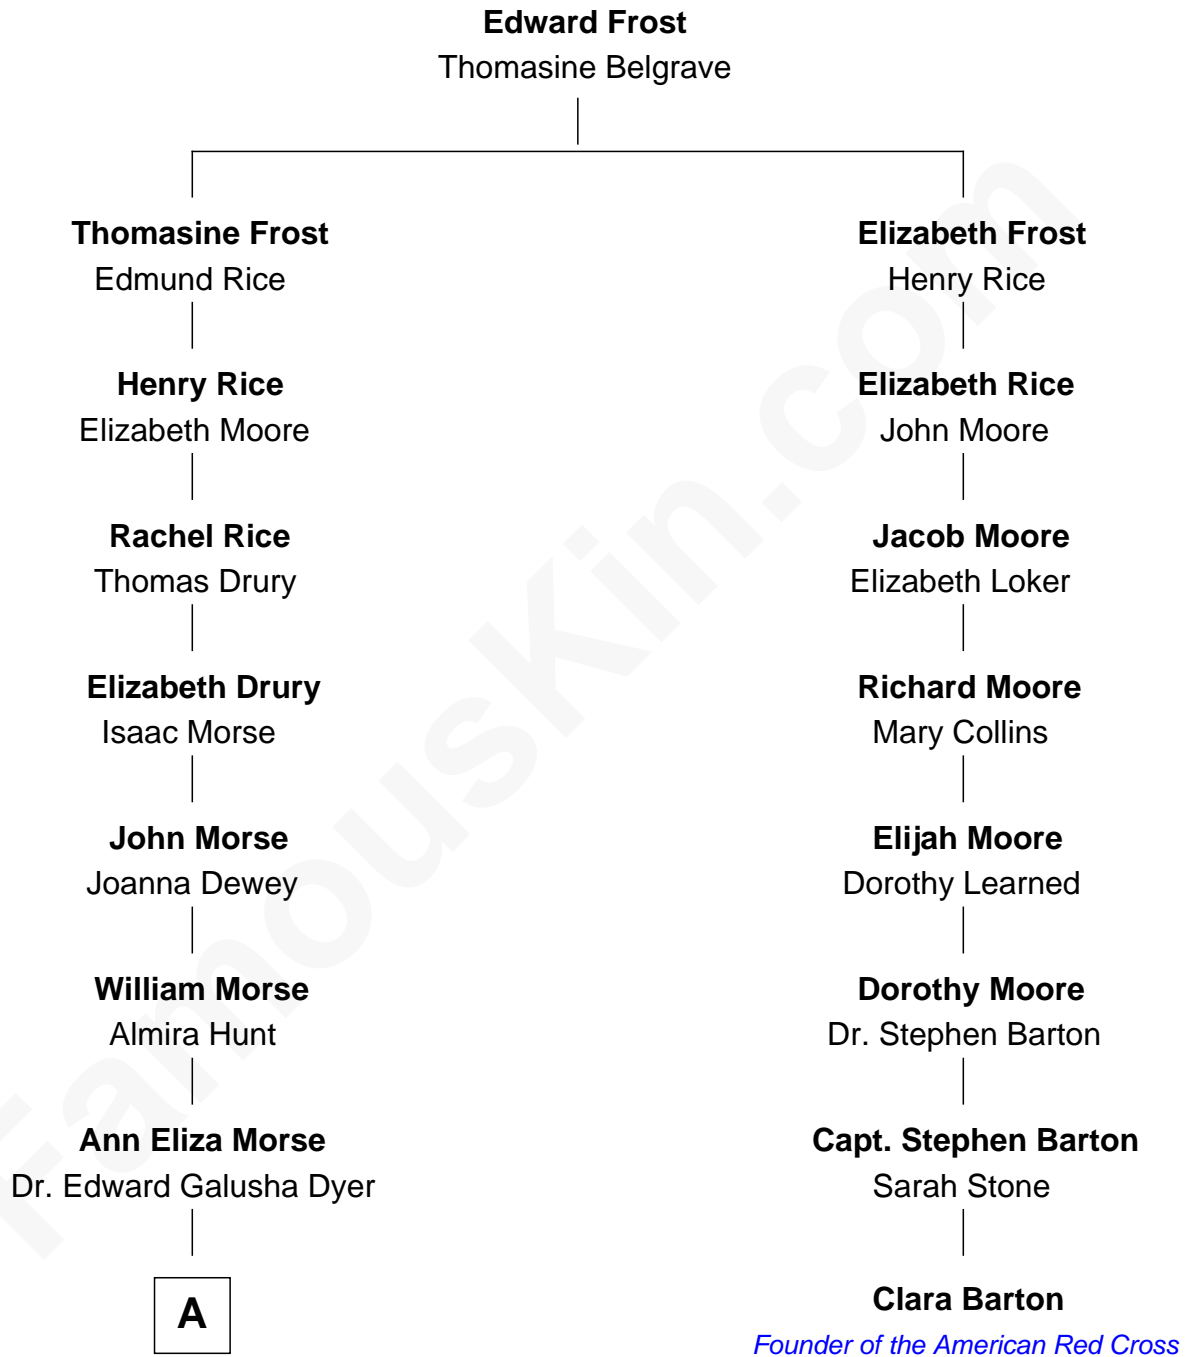 Edward Frost
Thomasine Belgrave
Thomasine Frost
Edmund Rice
Henry Rice
Elizabeth Moore
Rachel Rice
Thomas Drury
Elizabeth Drury
Isaac Morse
John Morse
Joanna Dewey
William Morse
Almira Hunt
Ann Eliza Morse
Dr. Edward Galusha Dyer
A
Elizabeth Frost
Henry Rice
Elizabeth Rice
John Moore
Jacob Moore
Elizabeth Loker
Richard Moore
Mary Collins
Elijah Moore
Dorothy Learned
Dorothy Moore
Dr. Stephen Barton
Capt. Stephen Barton
Sarah Stone
Clara Barton
Founder of the American Red Cross
FamousKin.com